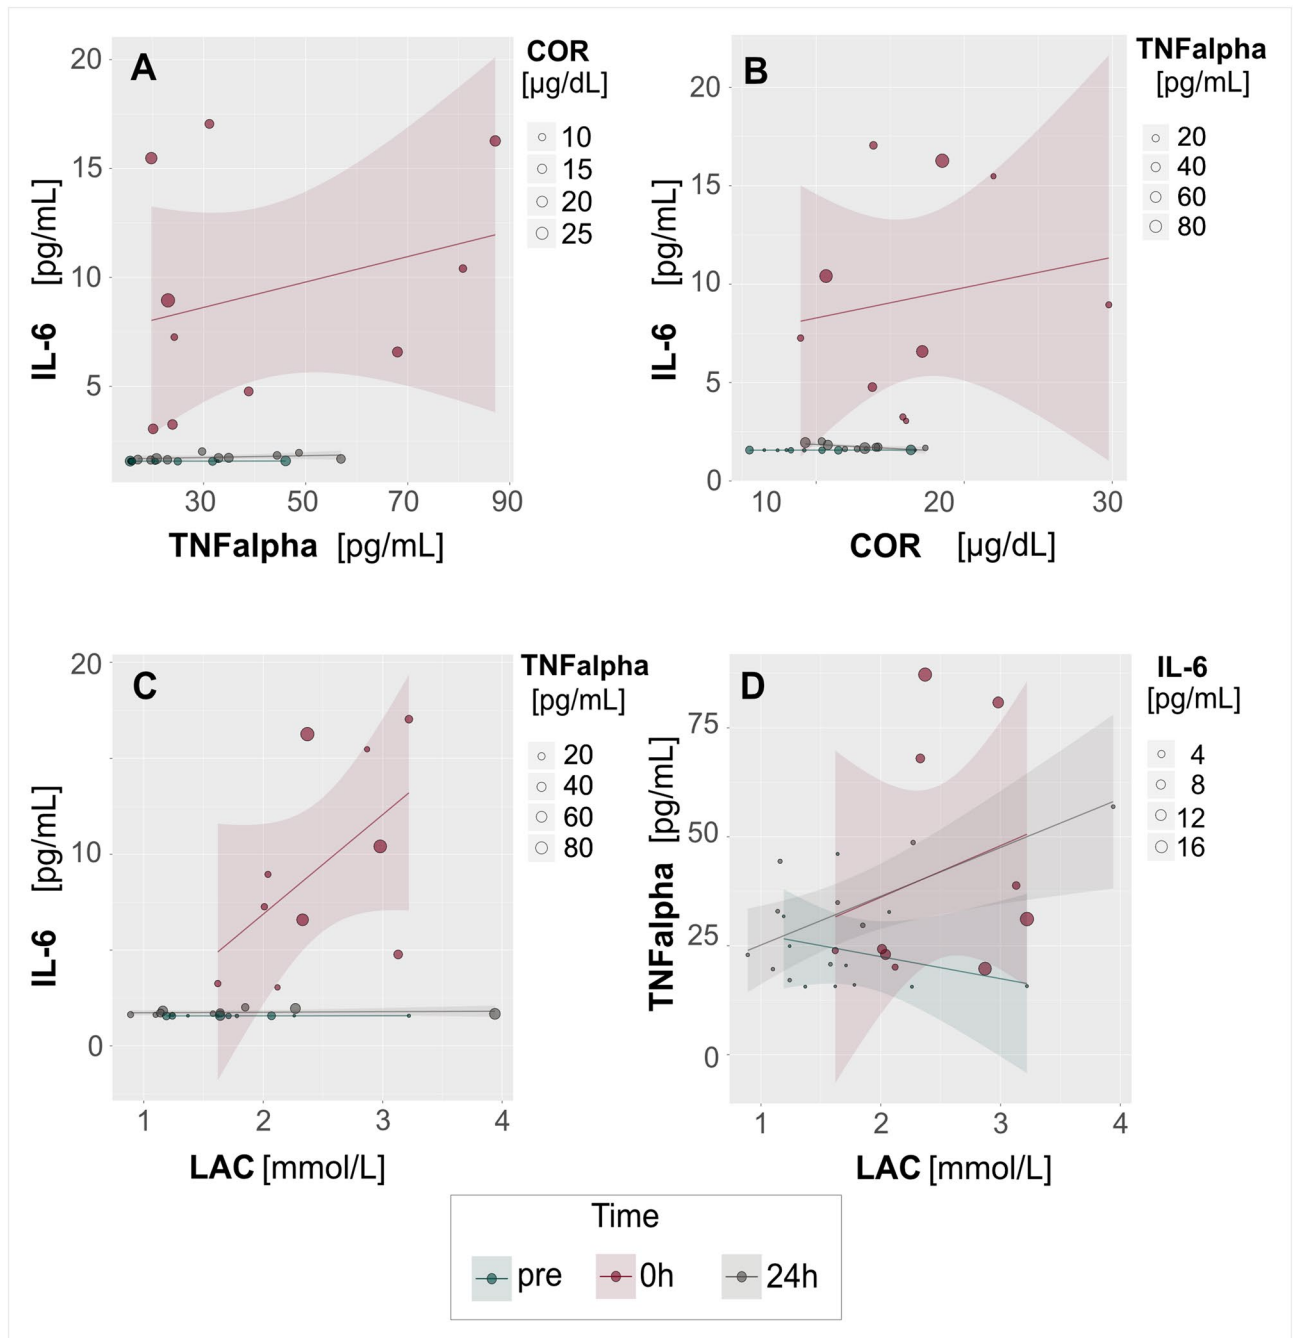 A
20
15
10
5
IL-6 [pg/mL]
30 50 70 90
TNFalpha [pg/mL]
COR
[µg/dL]
10
15
20
25
B
20
15
10
5
0
IL-6 [pg/mL]
10 20 30
COR [µg/dL]
TNFalpha
[pg/mL]
20
40
60
80
C
20
10
0
IL-6 [pg/mL]
1 2 3 4
LAC [mmol/L]
TNFalpha
[pg/mL]
20
40
60
80
D
75
50
25
0
TNFalpha [pg/mL]
1 2 3 4
LAC [mmol/L]
IL-6
[pg/mL]
4
8
12
16
Time
pre 0h 24h